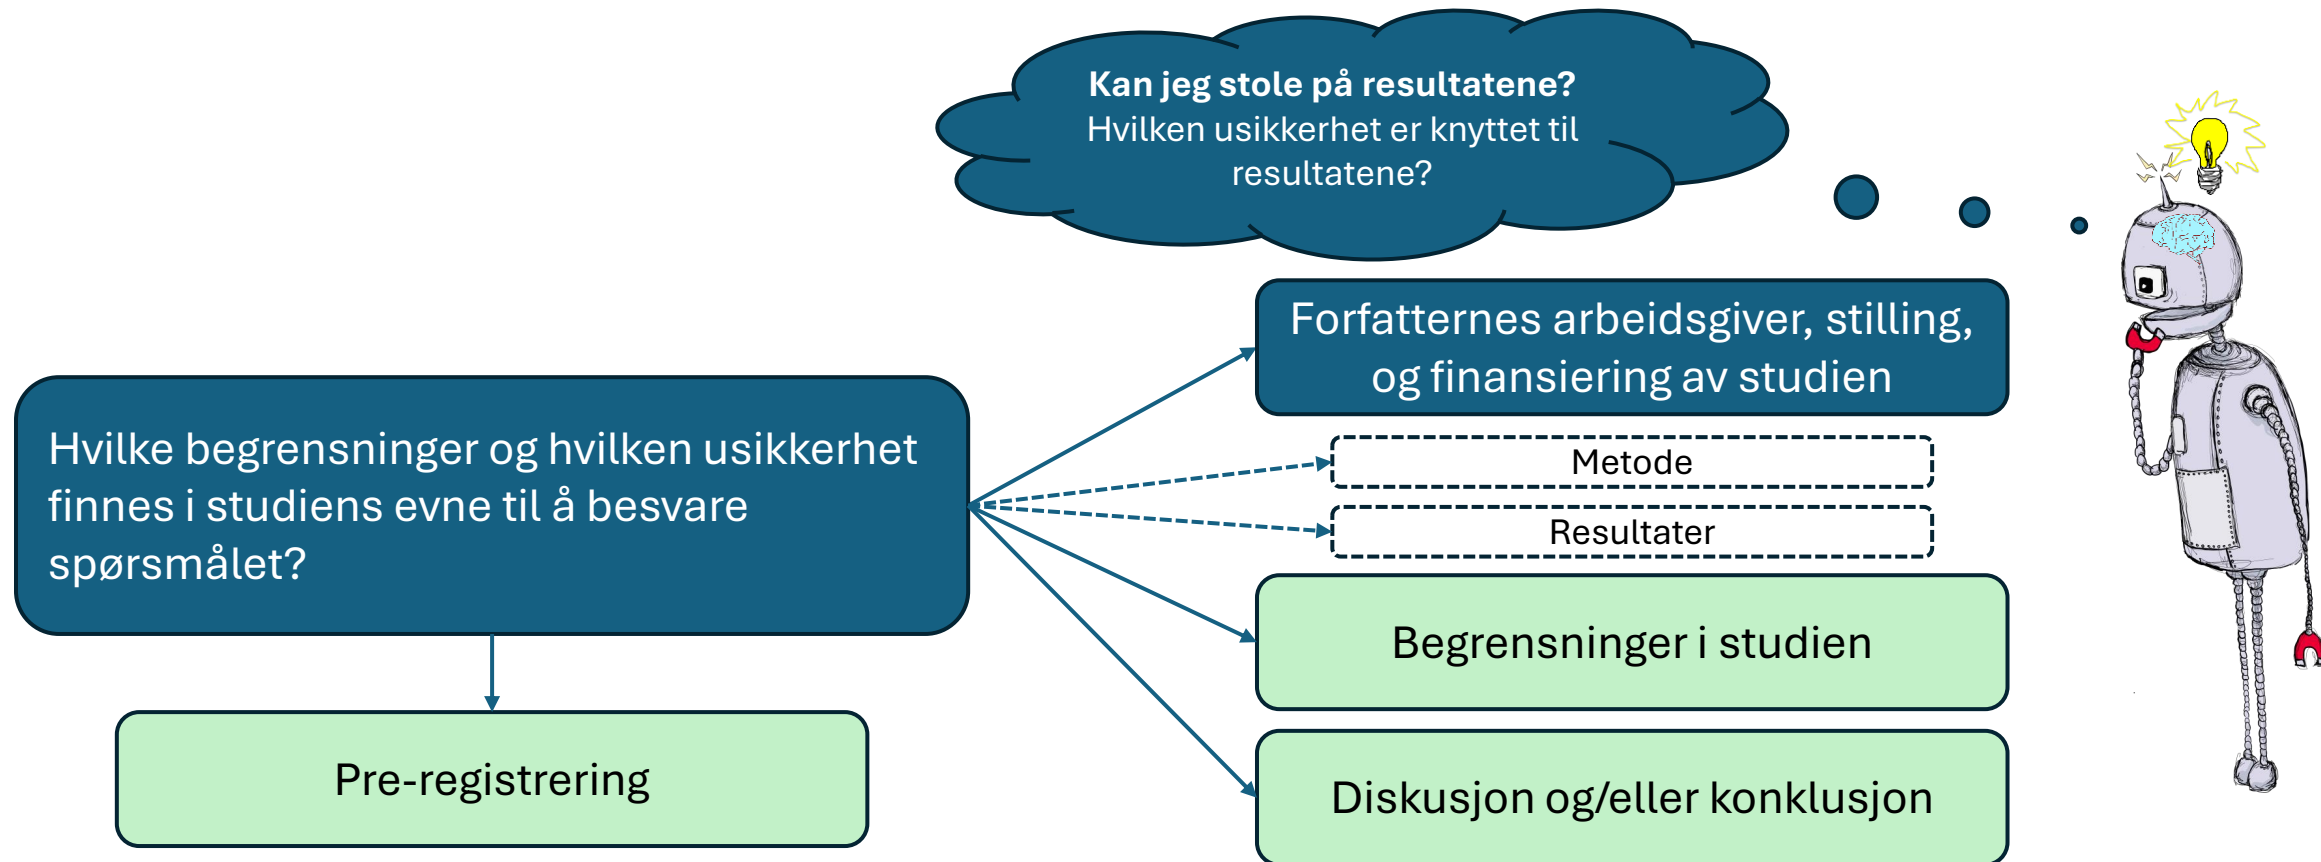 Kan jeg stole på resultatene?
Hvilken usikkerhet er knyttet til
resultatene?
Forfatternes arbeidsgiver, stilling,
og finansiering av studien
Hvilke begrensninger og hvilken usikkerhet
finnes i studiens evne til å besvare
spørsmålet?
Metode
Resultater
Begrensninger i studien
Pre-registrering
Diskusjon og/eller konklusjon